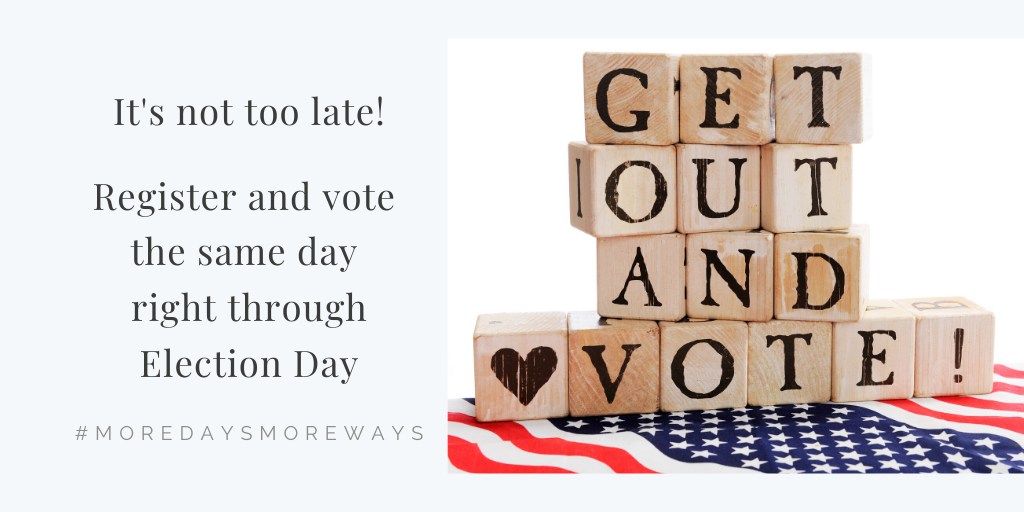 It's not too late!
Register and vote
the same day
right through
Election Day
#MOREDAYSMOREWAYS
GET
I OUT
AND
♥ VOTE!
B